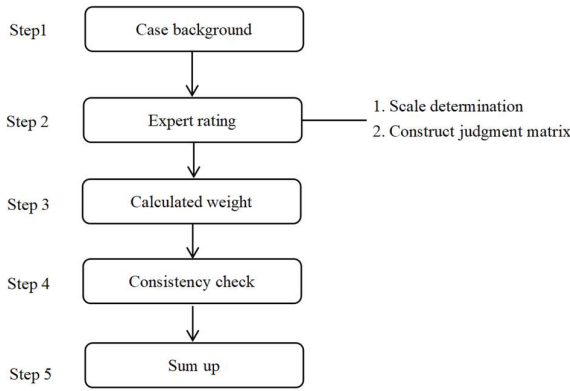 Step1
Case background
Step 2
Expert rating
1. Scale determination
2. Construct judgment matrix
Step 3
Calculated weight
Step 4
Consistency check
Step 5
Sum up